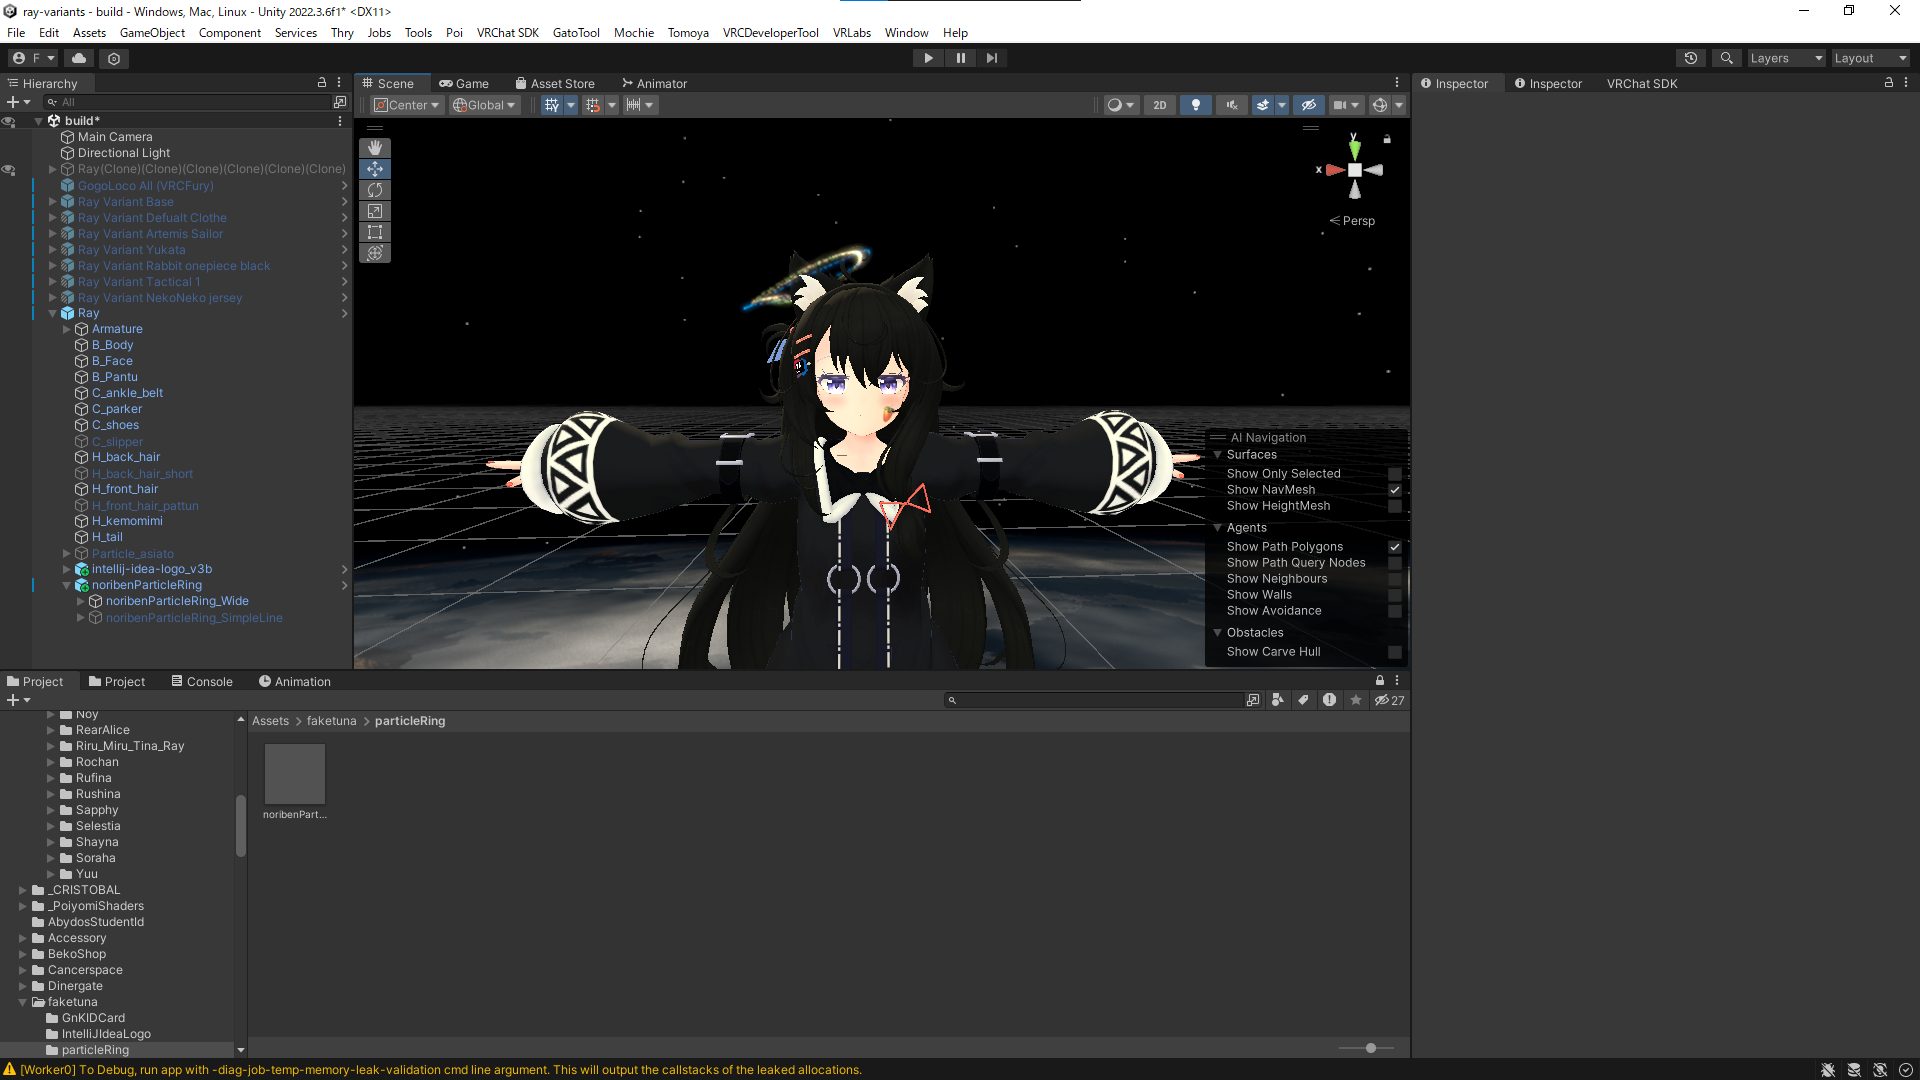 ray-variants - build - Windows, Mac, Linux - Unity 2022.3.6f1* <DX11>
File Edit Assets GameObject Component Services Thry Jobs Tools Poi VRChat SDK GatoTool Mochie Tomoya VRCDeveloperTool VRLabs Window Help
F Layers Layout
Hierarchy
All
build*
Main Camera
Directional Light
Ray(Clone)(Clone)(Clone)(Clone)(Clone)(Clone)
GogoLoco All (VRCFury)
Ray Variant Base
Ray Variant Defualt Clothe
Ray Variant Artemis Sailor
Ray Variant Yukata
Ray Variant Rabbit onepiece black
Ray Variant Tactical 1
Ray Variant NekoNeko jersey
Ray
Armature
B_Body
B_Face
B_Pantu
C_ankle_belt
C_parker
C_shoes
C_slipper
H_back_hair
H_back_hair_short
H_front_hair
H_front_hair_pattun
H_kemomimi
H_tail
Particle_asiato
intellij-idea-logo_v3b
noribenParticleRing
noribenParticleRing_Wide
noribenParticleRing_SimpleLine
Scene Game Asset Store Animator
Center Global 2D
y
x
Persp
AI Navigation
Surfaces
Show Only Selected
Show NavMesh
Show HeightMesh
Agents
Show Path Polygons
Show Path Query Nodes
Show Neighbours
Show Walls
Show Avoidance
Obstacles
Show Carve Hull
Inspector Inspector VRChat SDK
Project Project Console Animation
27
Noy
RearAlice
Riru_Miru_Tina_Ray
Rochan
Rufina
Rushina
Sapphy
Selestia
Shayna
Soraha
Yuu
_CRISTOBAL
_PoiyomiShaders
AbydosStudentId
Accessory
BekoShop
Cancerspace
Dinergate
faketuna
GnKIDCard
IntelliJIdeaLogo
particleRing
Assets > faketuna > particleRing
noribenPart...
[Worker0] To Debug, run app with -diag-job-temp-memory-leak-validation cmd line argument. This will output the callstacks of the leaked allocations.